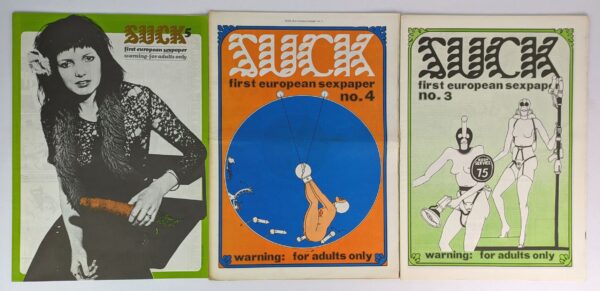 SUCK5
first european sexpaper
warning-for adults only
SUCK
first european sexpaper
no.4
warning: for adults only
SUCK
first european sexpaper
no.3
75
warning: for adults only